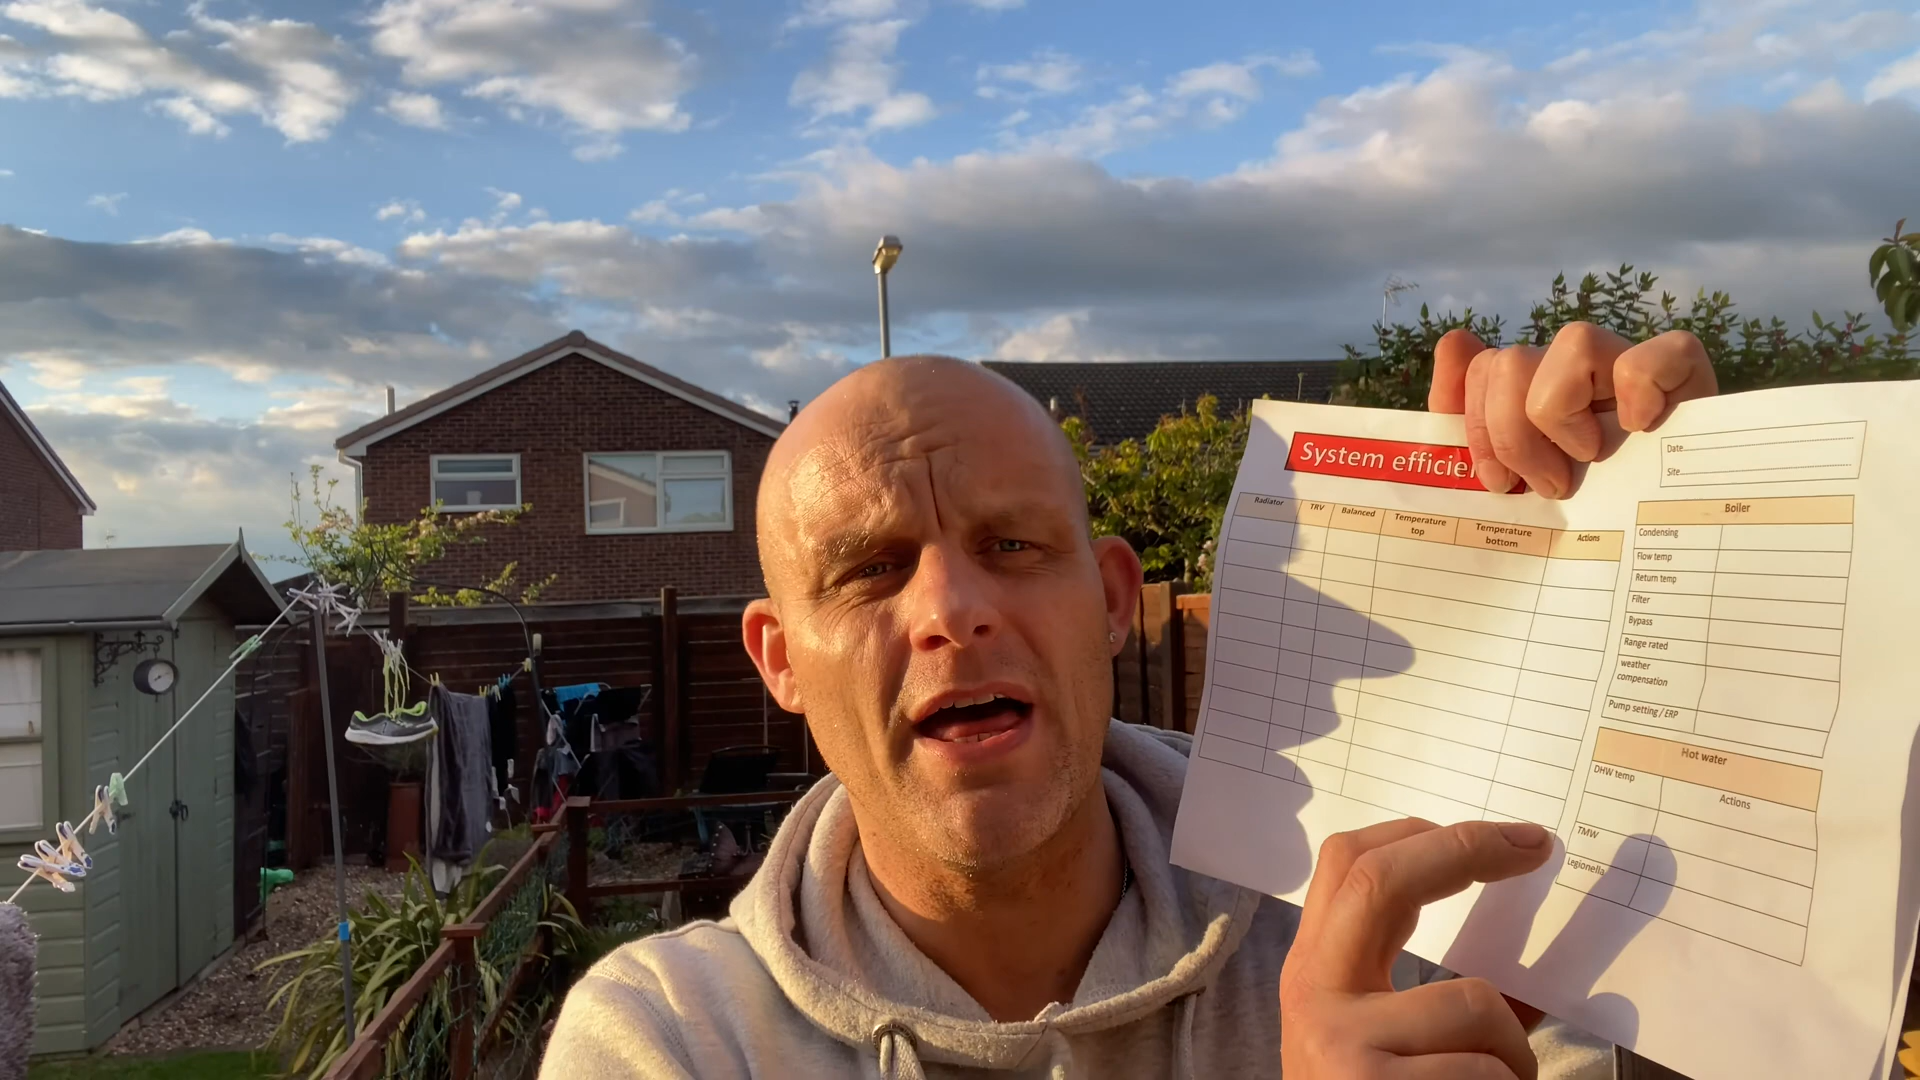 System efficien
Date
Site
Radiator TRV Balanced Temperature top Temperature bottom Actions
Boiler
Condensing
Flow temp
Return temp
Filter
Bypass
Range rated
weather
compensation
Pump setting / ERP
Hot water
DHW temp
Actions
TMW
Legionella